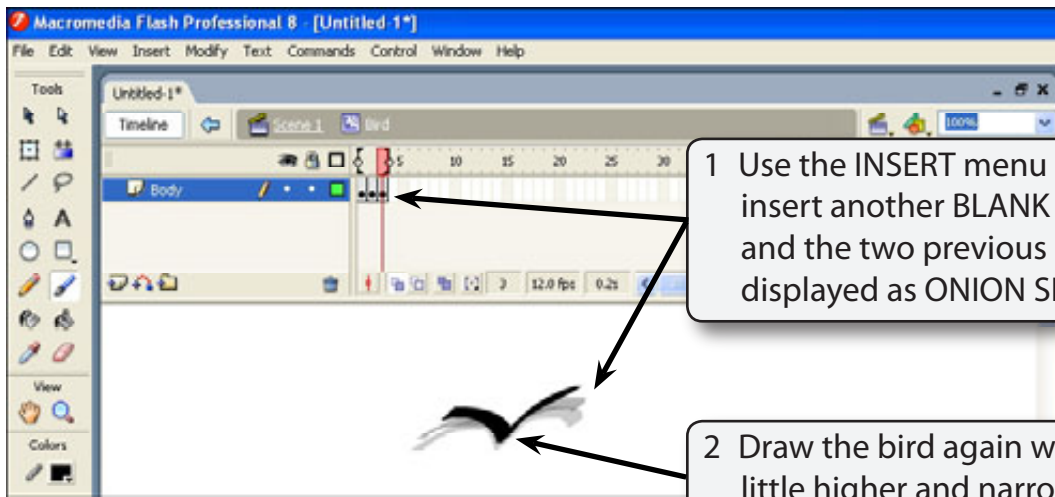 Macromedia Flash Professional 8 - [Untitled-1*]
File Edit View Insert Modify Text Commands Control Window Help
Tools
Untitled-1*
Timeline Scene 1 Bird 100%
5 10 15 20 25 30
Body
3 12.0 fps 0.2s
View
Colors
1 Use the INSERT menu
insert another BLANK
and the two previous
displayed as ONION
2 Draw the bird again
little higher and